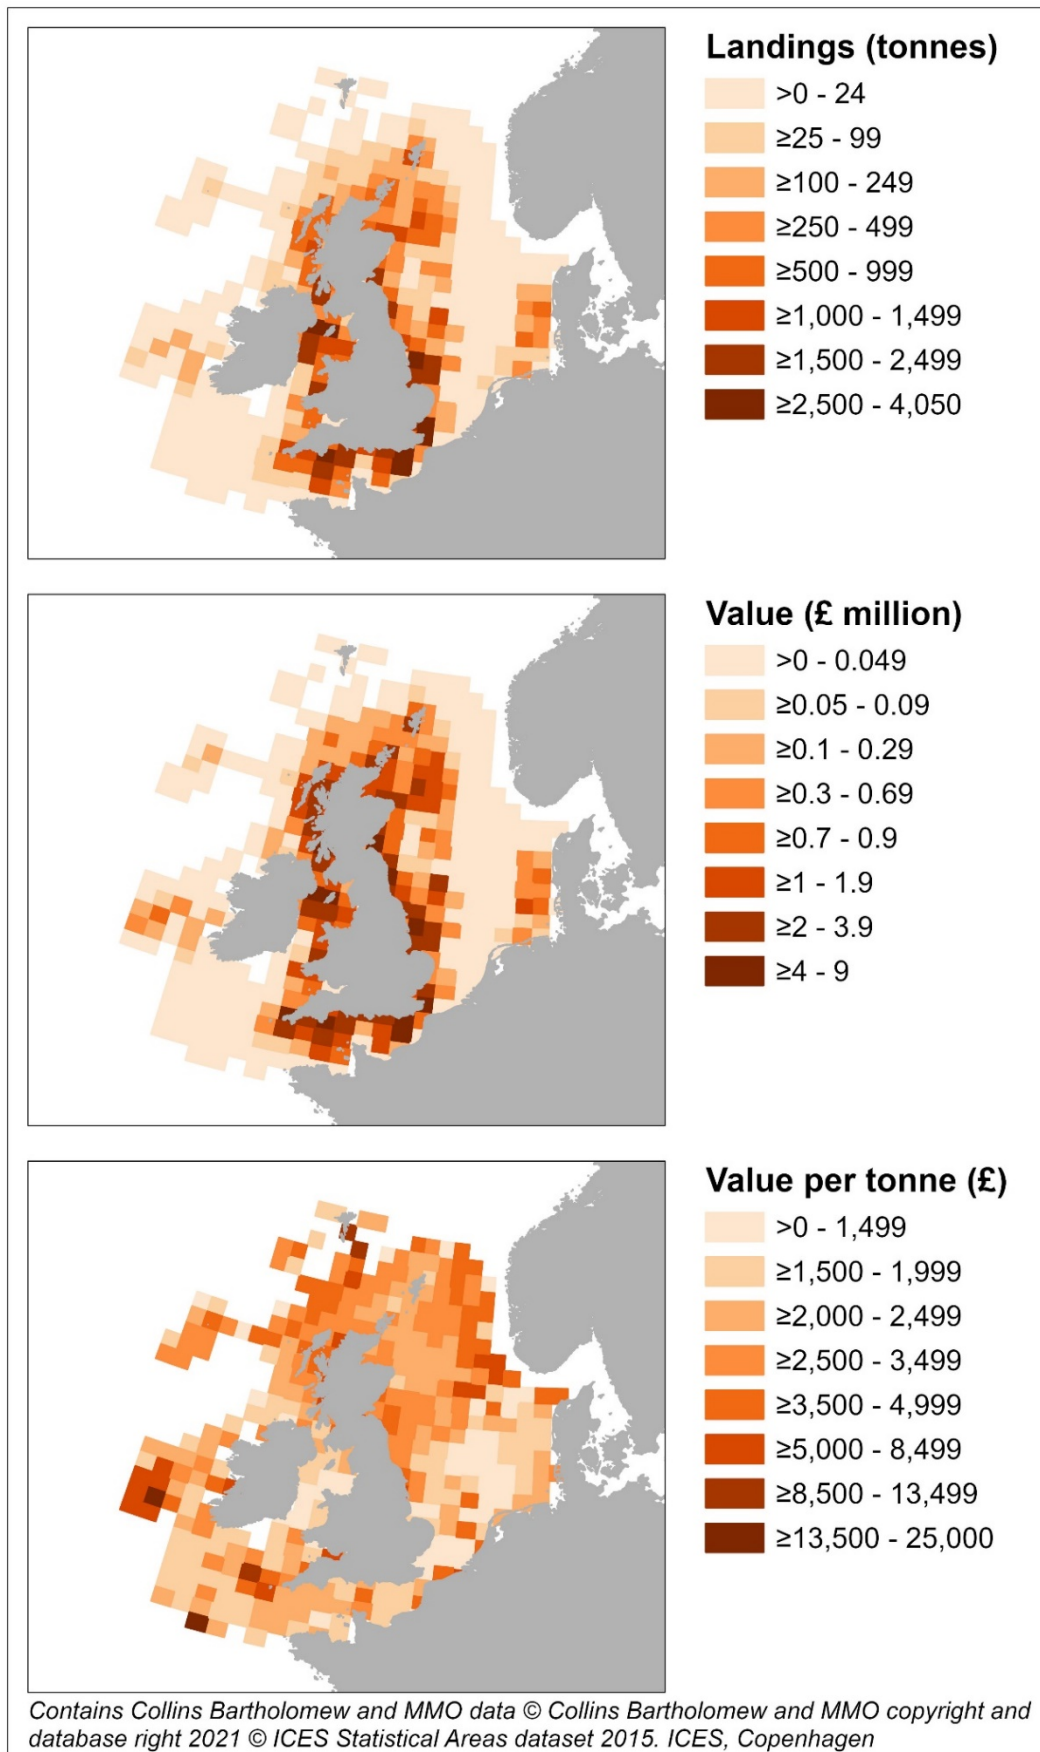 Landings (tonnes)
>0 - 24
≥25 - 99
≥100 - 249
≥250 - 499
≥500 - 999
≥1,000 - 1,499
≥1,500 - 2,499
≥2,500 - 4,050
Value (£ million)
>0 - 0.049
≥0.05 - 0.09
≥0.1 - 0.29
≥0.3 - 0.69
≥0.7 - 0.9
≥1 - 1.9
≥2 - 3.9
≥4 - 9
Value per tonne (£)
>0 - 1,499
≥1,500 - 1,999
≥2,000 - 2,499
≥2,500 - 3,499
≥3,500 - 4,999
≥5,000 - 8,499
≥8,500 - 13,499
≥13,500 - 25,000
Contains Collins Bartholomew and MMO data © Collins Bartholomew and MMO copyright and
database right 2021 © ICES Statistical Areas dataset 2015. ICES, Copenhagen